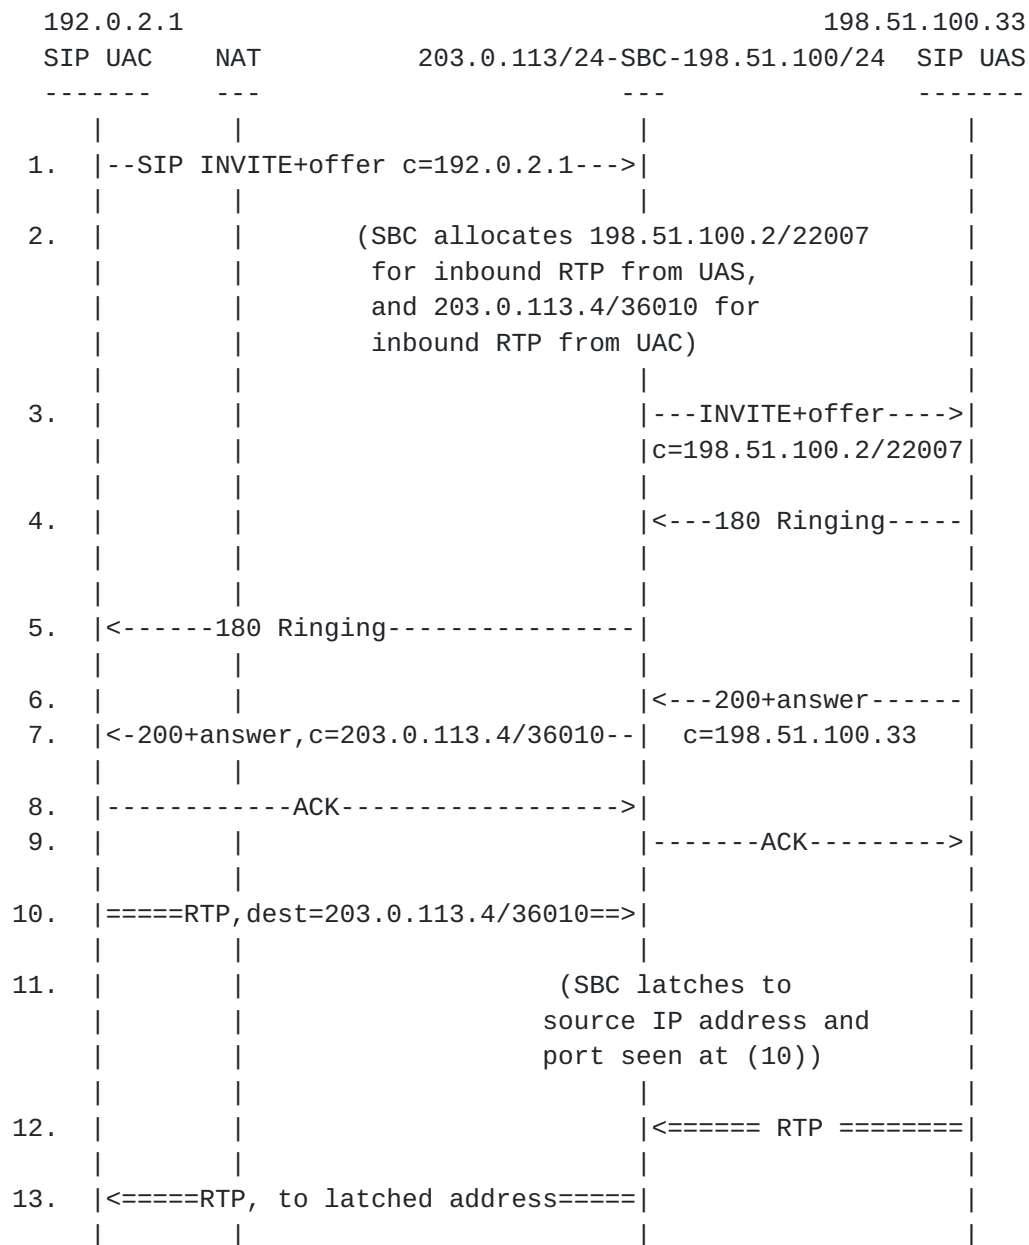 192.0.2.1                                         198.51.100.33
  SIP UAC    NAT          203.0.113/24-SBC-198.51.100/24  SIP UAS
  -------    ---                       ---                -------
     |        |                         |                    |
 1.  |--SIP INVITE+offer c=192.0.2.1--->|                    |
     |        |                         |                    |
 2.  |        |       (SBC allocates 198.51.100.2/22007      |
     |        |        for inbound RTP from UAS,             |
     |        |        and 203.0.113.4/36010 for             |
     |        |        inbound RTP from UAC)                 |
     |        |                         |                    |
 3.  |        |                         |---INVITE+offer---->|
     |        |                         |c=198.51.100.2/22007|
     |        |                         |                    |
 4.  |        |                         |<---180 Ringing-----|
     |        |                         |                    |
     |        |                         |                    |
 5.  |<------180 Ringing----------------|                    |
     |        |                         |                    |
 6.  |        |                         |<---200+answer------|
 7.  |<-200+answer,c=203.0.113.4/36010--|  c=198.51.100.33   |
     |        |                         |                    |
 8.  |------------ACK------------------>|                    |
 9.  |        |                         |-------ACK--------->|
     |        |                         |                    |
10.  |=====RTP,dest=203.0.113.4/36010==>|                    |
     |        |                         |                    |
11.  |        |                    (SBC latches to           |
     |        |                   source IP address and      |
     |        |                   port seen at (10))         |
     |        |                         |                    |
12.  |        |                         |<====== RTP ========|
     |        |                         |                    |
13.  |<=====RTP, to latched address=====|                    |
     |        |                         |                    |